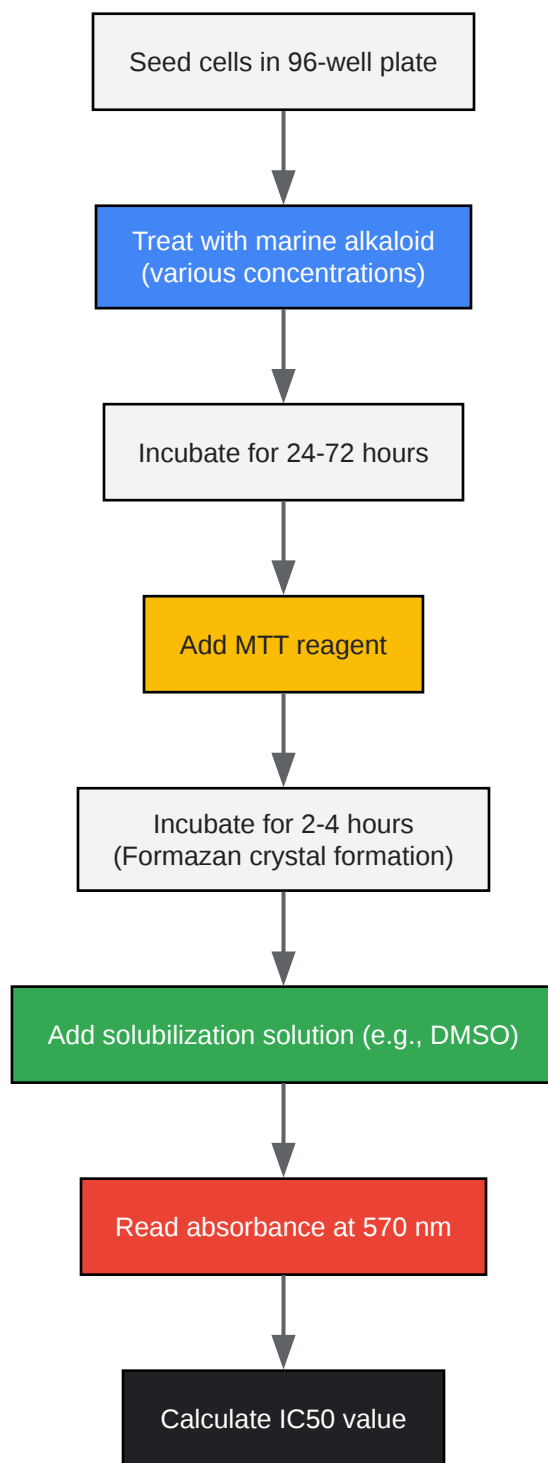 Seed cells in 96-well plate
Treat with marine alkaloid
(various concentrations)
Incubate for 24-72 hours
Add MTT reagent
Incubate for 2-4 hours
(Formazan crystal formation)
Add solubilization solution (e.g., DMSO)
Read absorbance at 570 nm
Calculate IC50 value